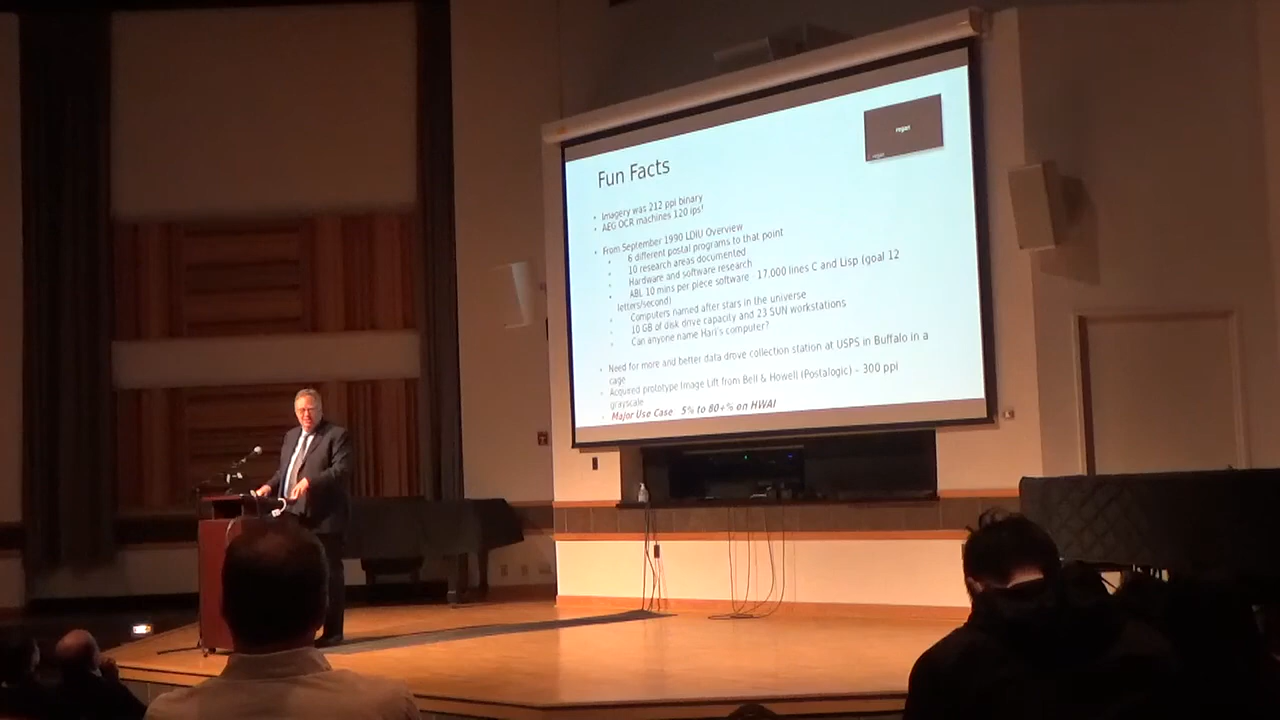 regan
regan
Fun Facts
• Imagery was 212 ppi binary
• AEG OCR machines 120 ips!
• From September 1990 LDIU Overview
• 6 different postal programs to that point
• 10 research areas documented
• Hardware and software research
• ABL 10 mins per piece software 17,000 lines C and Lisp (goal 12
letters/second)
• Computers named after stars in the universe
• 10 GB of disk drive capacity and 23 SUN workstations
• Can anyone name Hari's computer?
• Need for more and better data drove collection station at USPS in Buffalo in a
cage
• Acquired prototype Image Lift from Bell & Howell (Postalogic) – 300 ppi
grayscale
• Major Use Case 5% to 80+% on HWAI